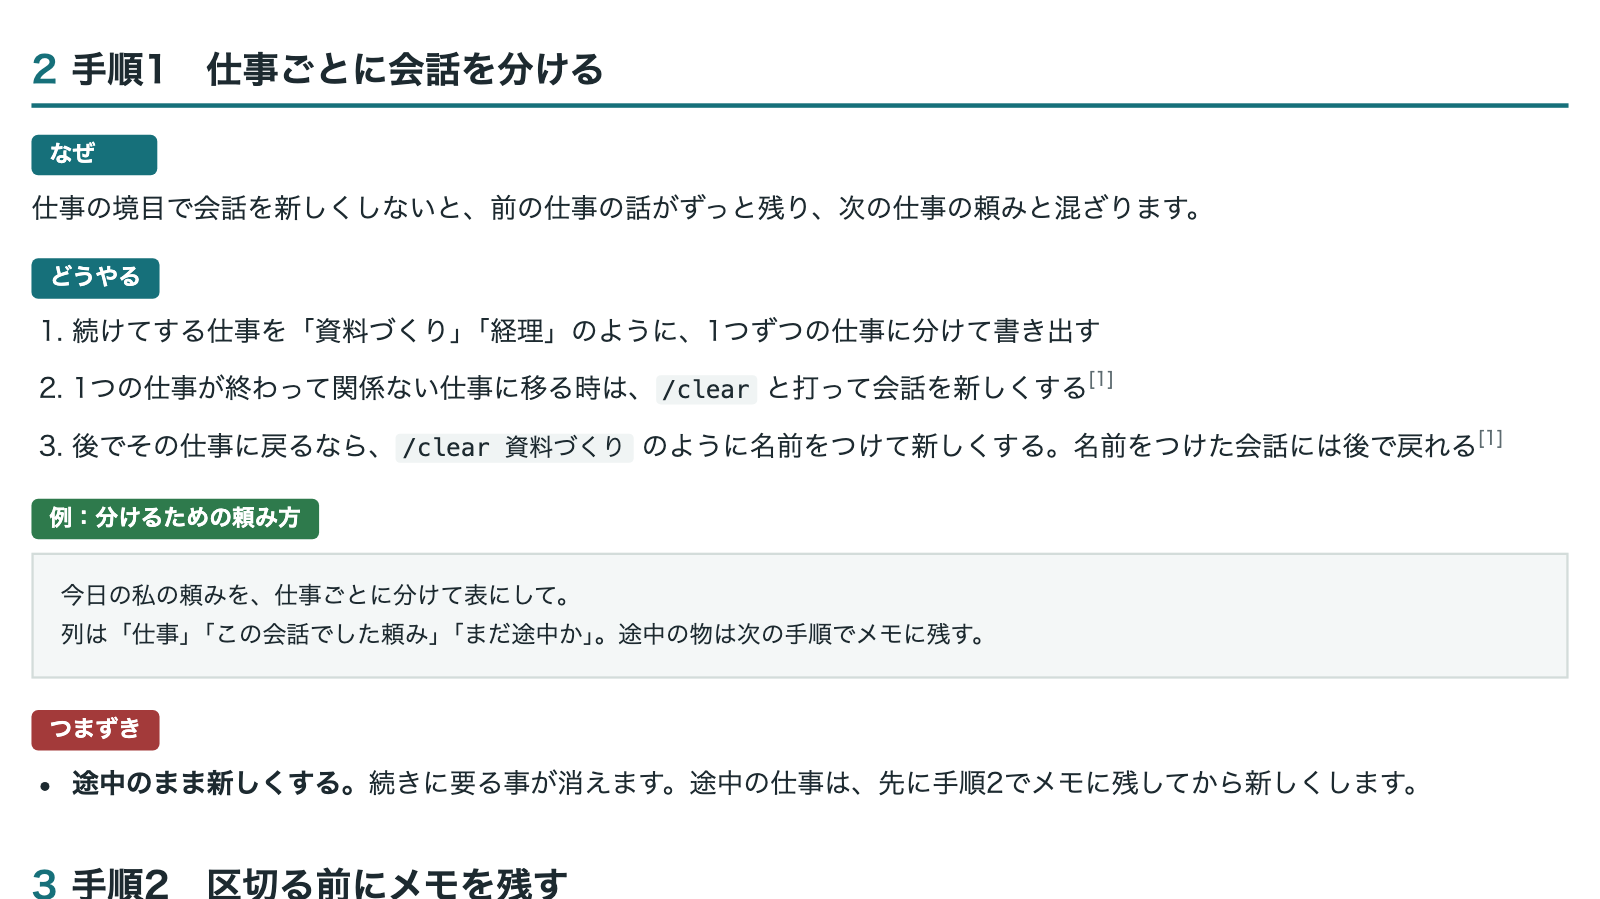 2 手順1　仕事ごとに会話を分ける
なぜ
仕事の境目で会話を新しくしないと、前の仕事の話がずっと残り、次の仕事の頼みと混ざります。
どうやる
1. 続けてする仕事を「資料づくり」「経理」のように、1つずつの仕事に分けて書き出す
2. 1つの仕事が終わって関係ない仕事に移る時は、 /clear と打って会話を新しくする[1]
3. 後でその仕事に戻るなら、 /clear 資料づくり のように名前をつけて新しくする。名前をつけた会話には後で戻れる[1]
例：分けるための頼み方
今日の私の頼みを、仕事ごとに分けて表にして。
列は「仕事」「この会話でした頼み」「まだ途中か」。途中の物は次の手順でメモに残す。
つまずき
• 途中のまま新しくする。続きに要る事が消えます。途中の仕事は、先に手順2でメモに残してから新しくします。
3 手順2　区切る前にメモを残す